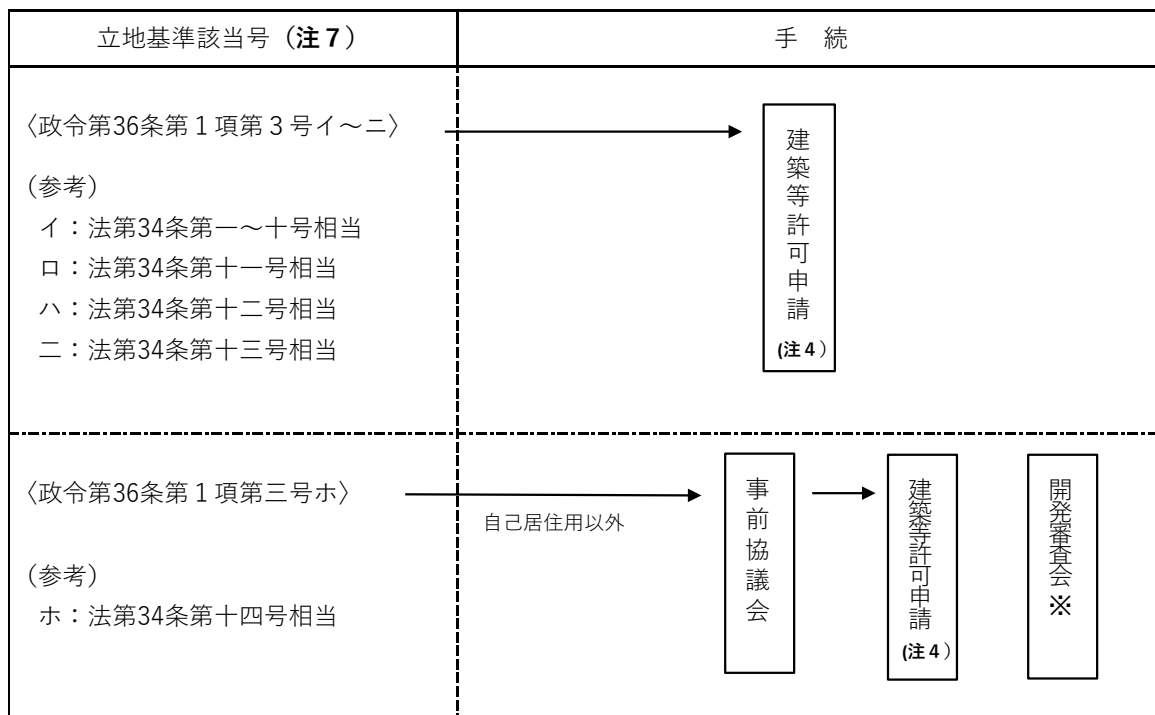 立地基準該当号（注７）
手　続
〈政令第36条第１項第３号イ～ニ〉
(参考)
イ：法第34条第一～十号相当
ロ：法第34条第十一号相当
ハ：法第34条第十二号相当
ニ：法第34条第十三号相当
建築等許可申請
(注４)
〈政令第36条第１項第三号ホ〉
自己居住用以外
(参考)
ホ：法第34条第十四号相当
事前協議会
建築等許可申請
(注４)
開発審査会※